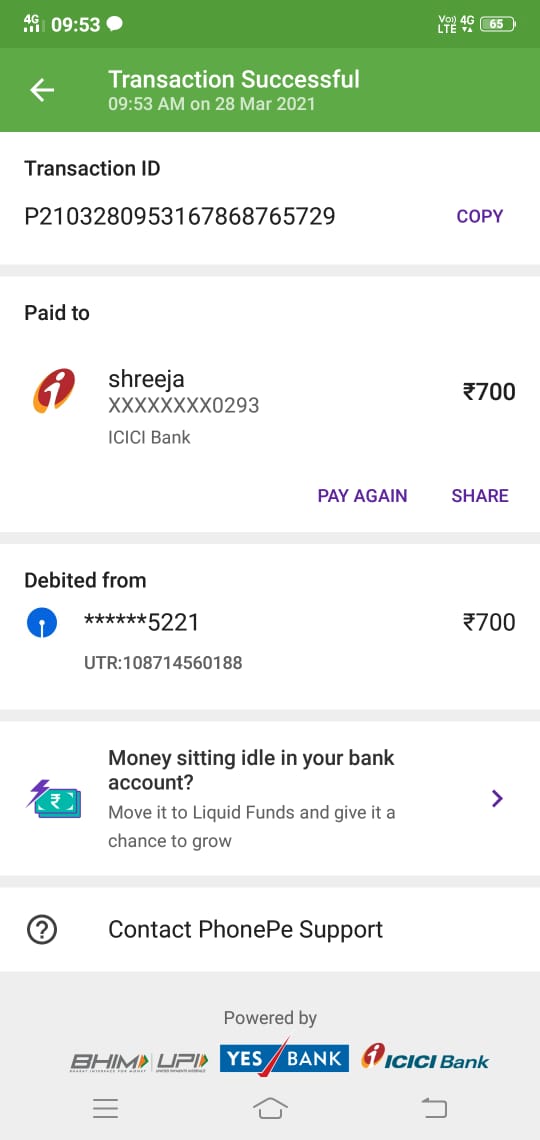 4G 09:53 Vo) 4G LTE 65
Transaction Successful
09:53 AM on 28 Mar 2021
Transaction ID
P2103280953167868765729 COPY
Paid to
shreeja ₹700
XXXXXXXX0293
ICICI Bank
PAY AGAIN SHARE
Debited from
******5221 ₹700
UTR:108714560188
Money sitting idle in your bank
account?
Move it to Liquid Funds and give it a
chance to grow
Contact PhonePe Support
Powered by
BHIM UPI YES BANK ICICI Bank